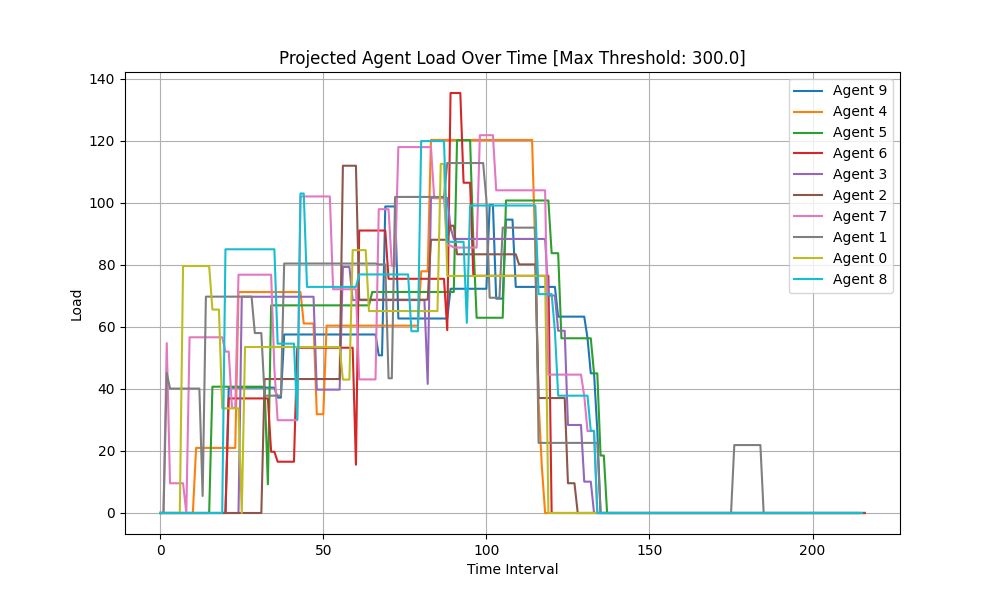 Projected Agent Load Over Time [Max Threshold: 300.0]
140
120
100
80
60
40
20
0
Load
0
50
100
150
200
Time Interval
Agent 9
Agent 4
Agent 5
Agent 6
Agent 3
Agent 2
Agent 7
Agent 1
Agent 0
Agent 8